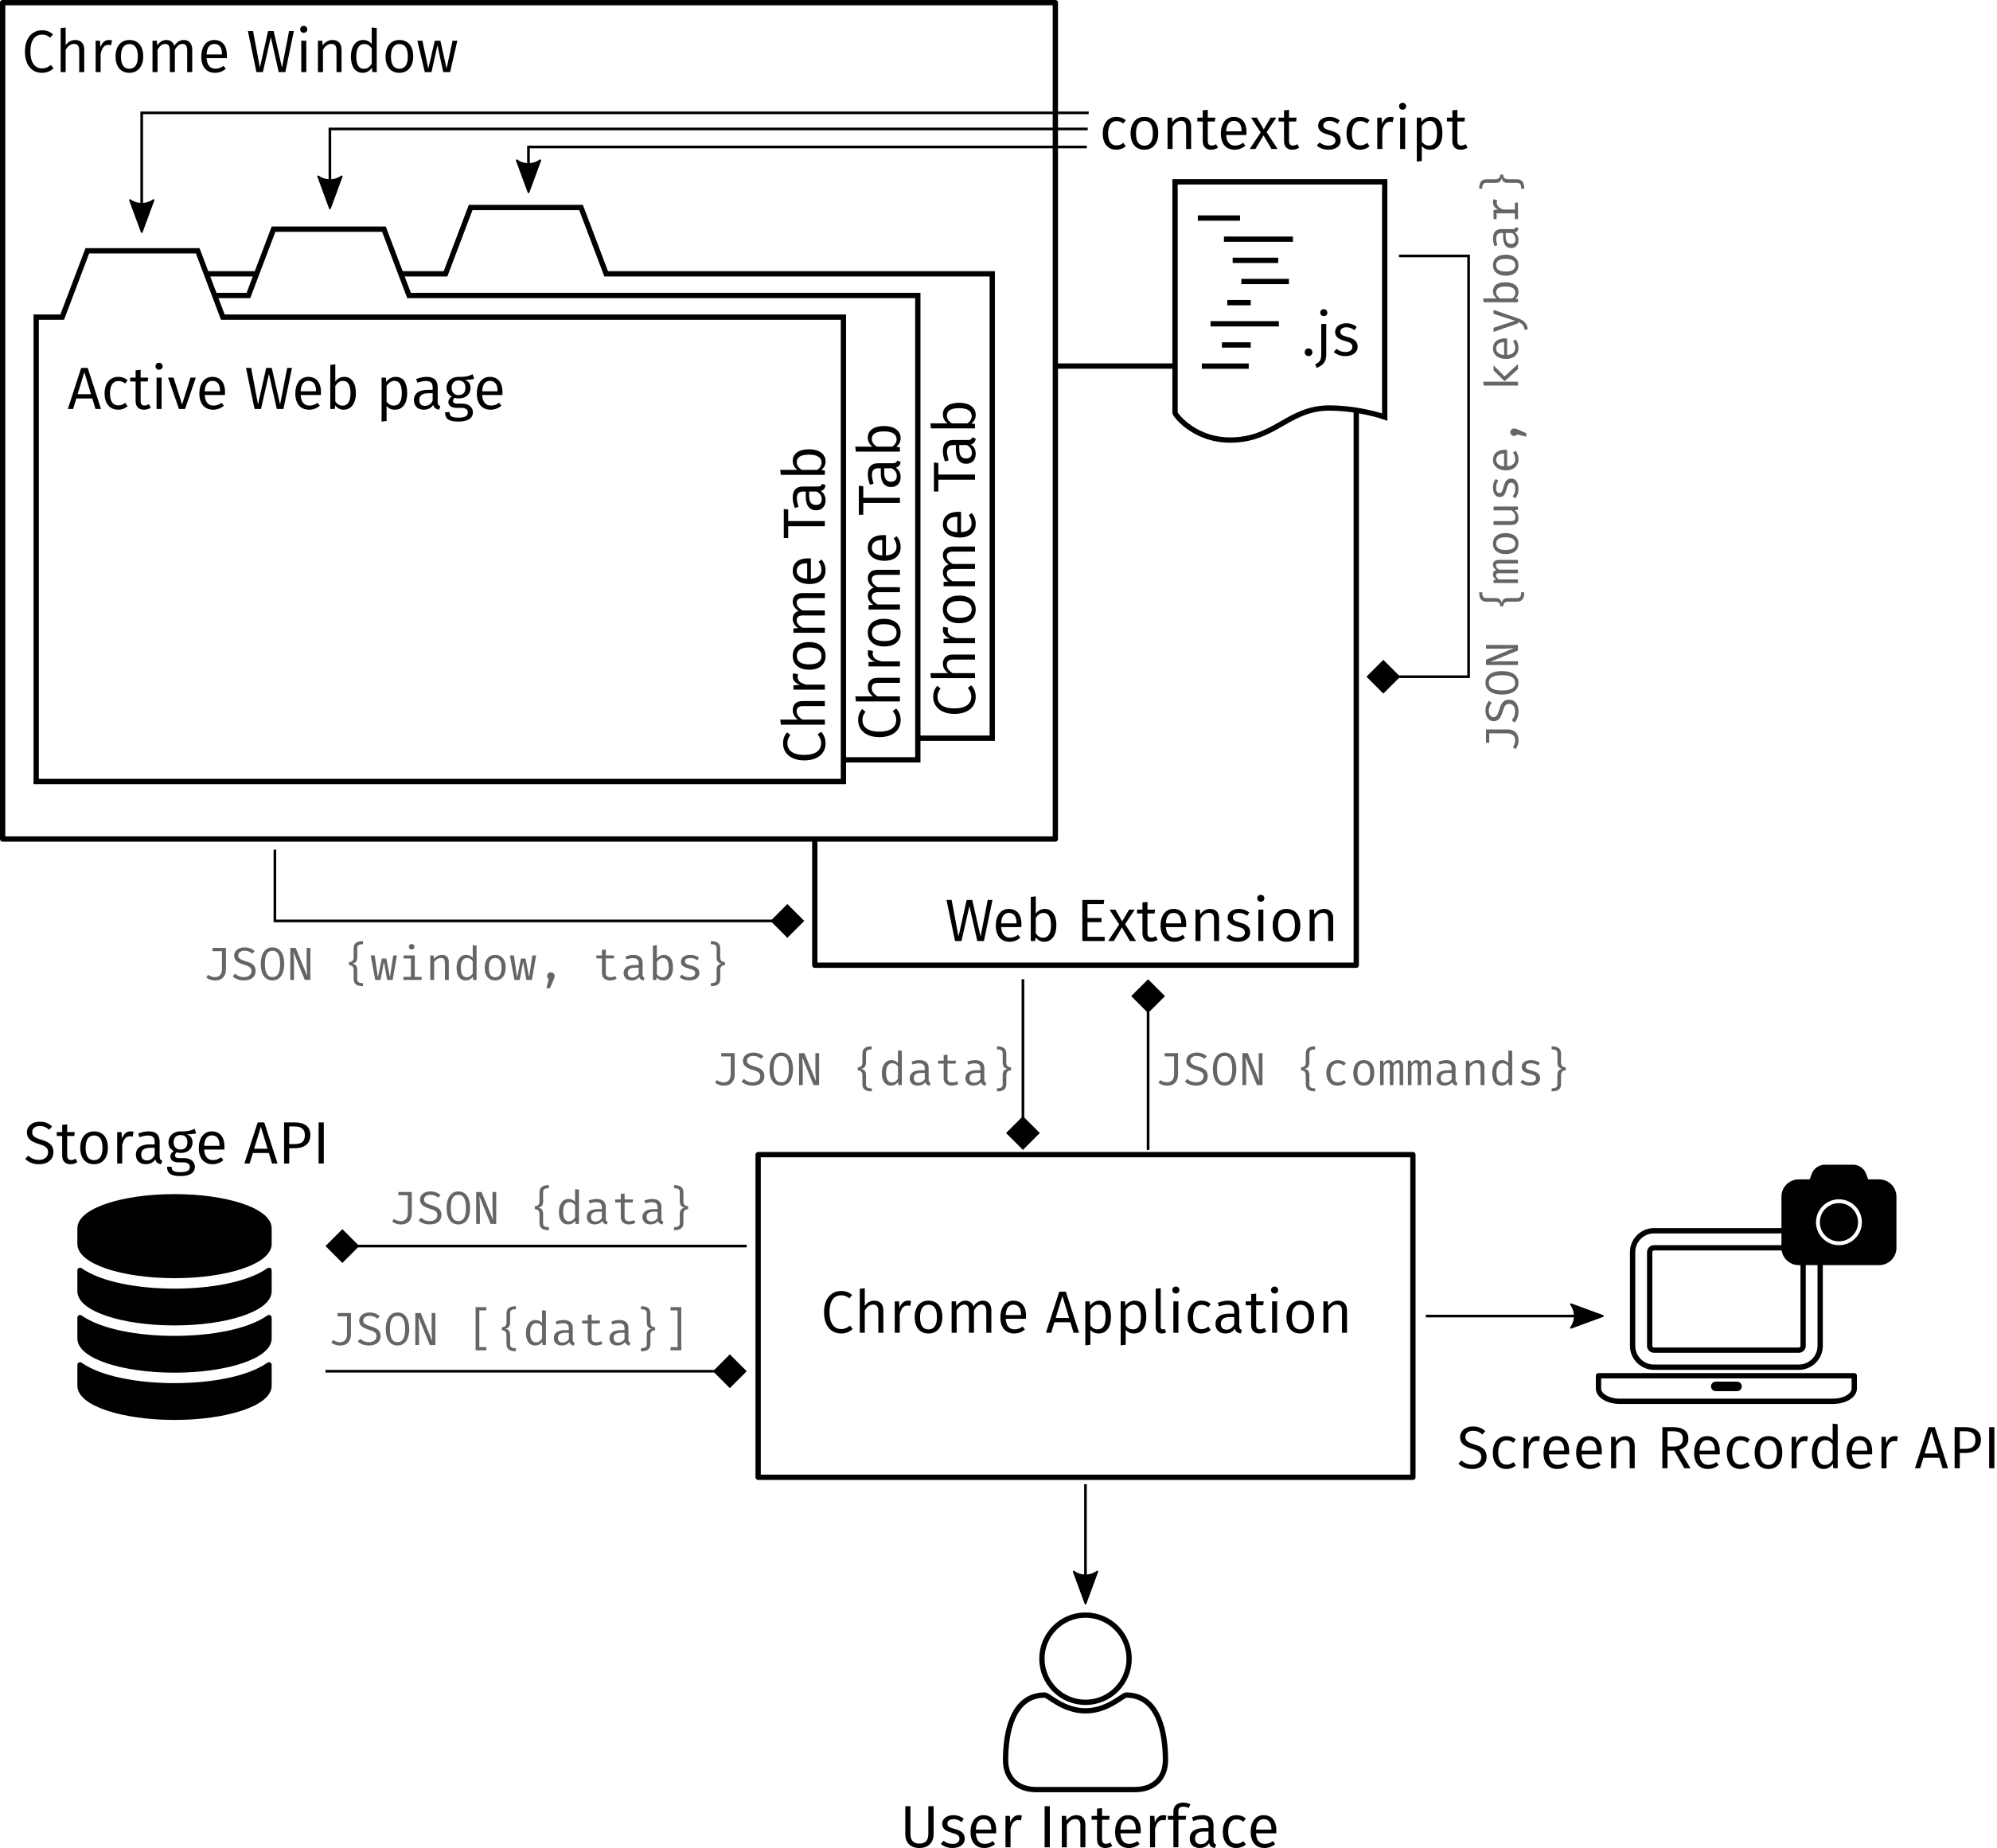 Chrome Window
context script
.js
Active Web page
Chrome Tab
Chrome Tab
Chrome Tab
JSON {mouse, keyboar}
Web Extension
JSON {window, tabs}
JSON {data}
JSON {commands}
Storage API
JSON {data}
JSON [{data}]
Chrome Application
Screen Recorder API
User Interface